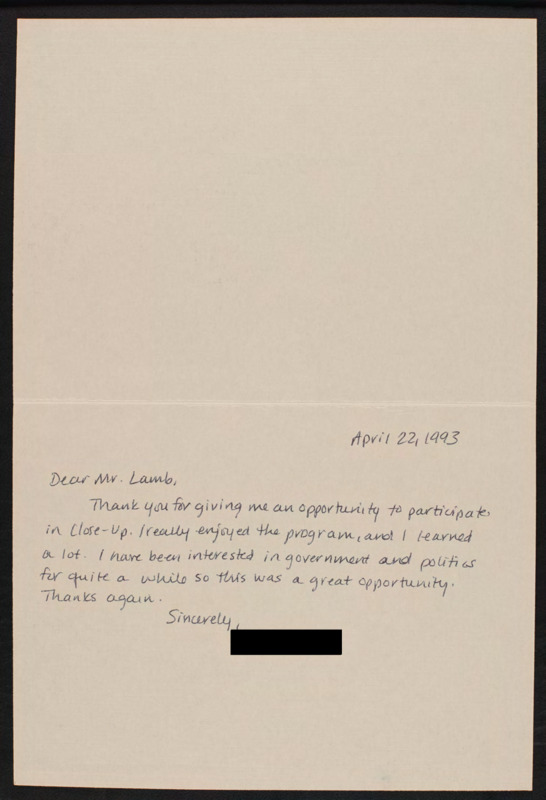 April 22, 1993
Dear Mr. Lamb,
Thank you for giving me an opportunity to participate
in Close-Up. I really enjoyed the program, and I learned
a lot. I have been interested in government and politics
for quite a while so this was a great opportunity.
Thanks again.
Sincerely,